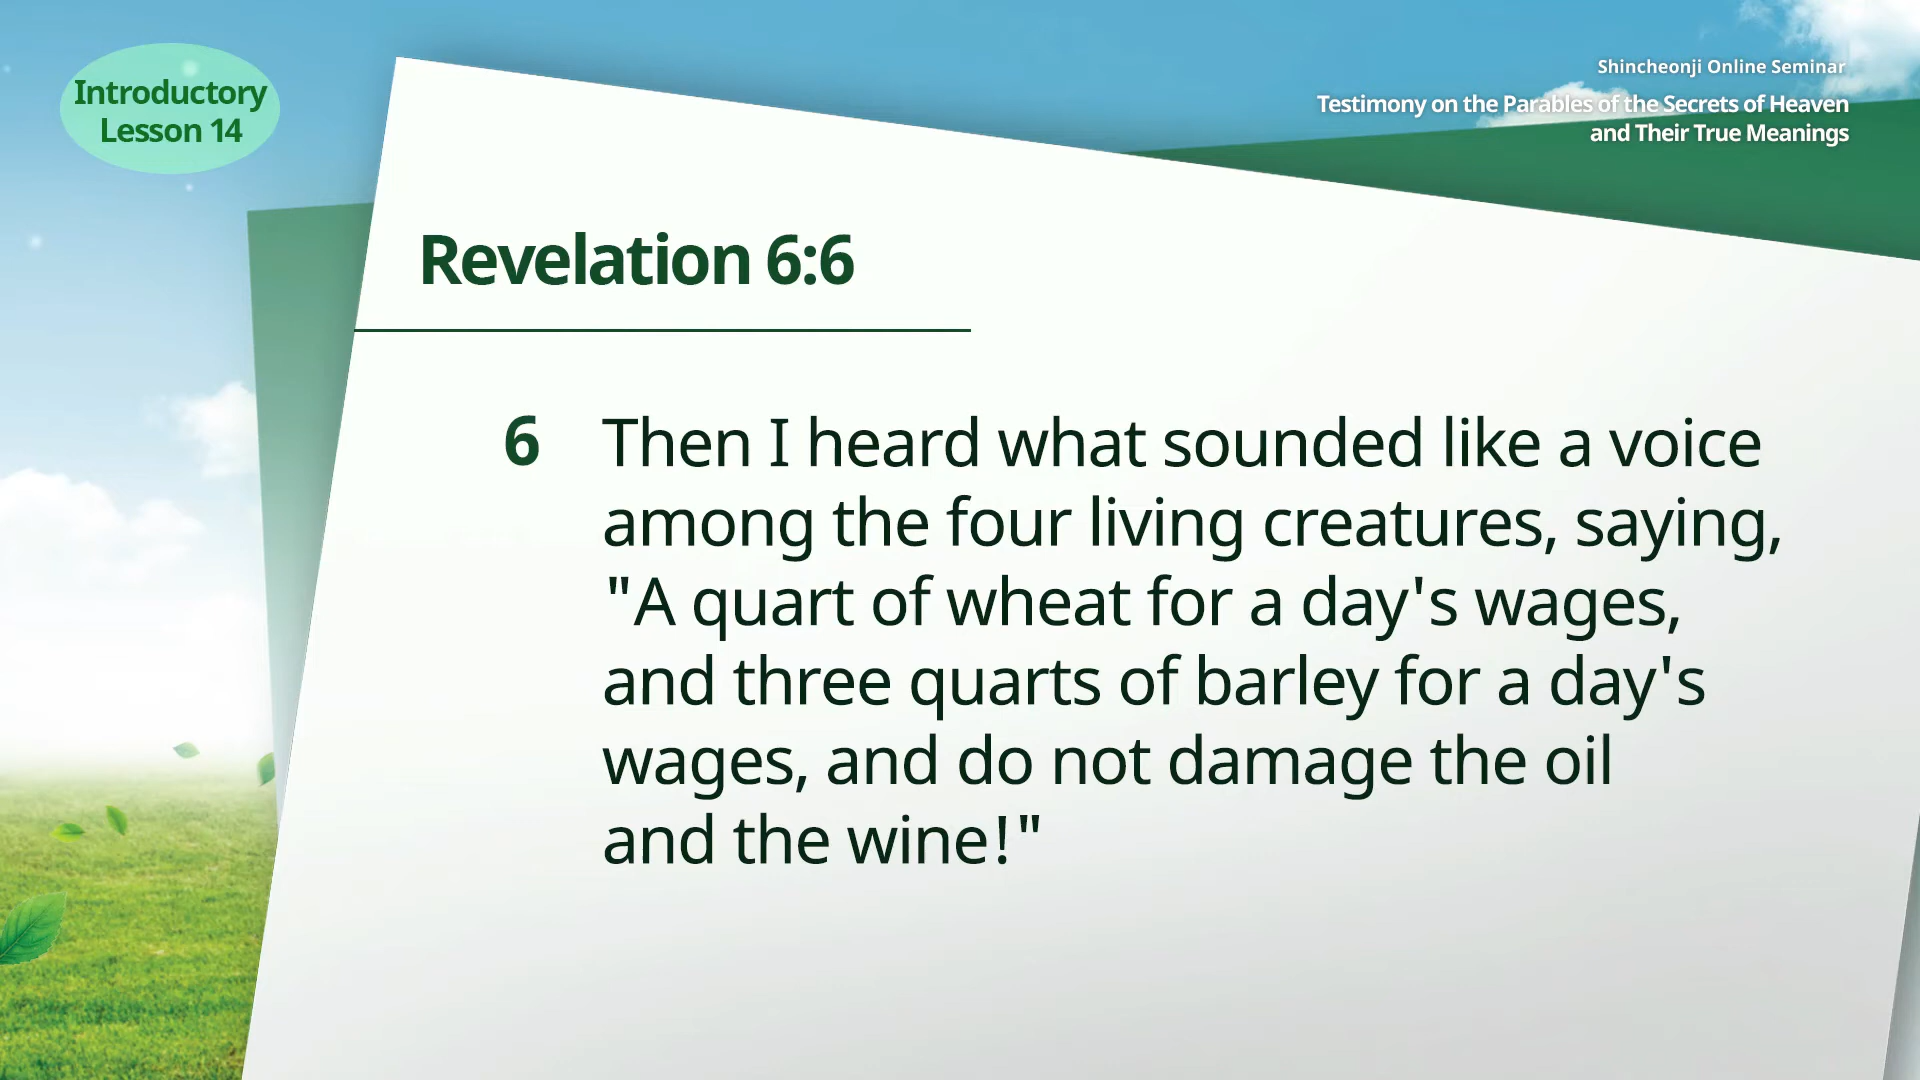 Introductory
Lesson 14
Shincheonji Online Seminar
Testimony on the Parables of the Secrets of Heaven
and Their True Meanings
Revelation 6:6
6 Then I heard what sounded like a voice
among the four living creatures, saying,
"A quart of wheat for a day's wages,
and three quarts of barley for a day's
wages, and do not damage the oil
and the wine!"